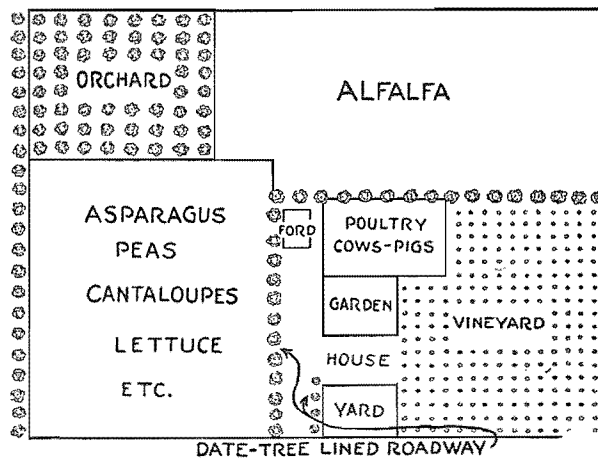 ORCHARD
ALFALFA
ASPARAGUS
PEAS
CANTALOUPES
LETTUCE
ETC.
FORD
POULTRY
COWS-PIGS
GARDEN
VINEYARD
HOUSE
YARD
DATE-TREE LINED ROADWAY